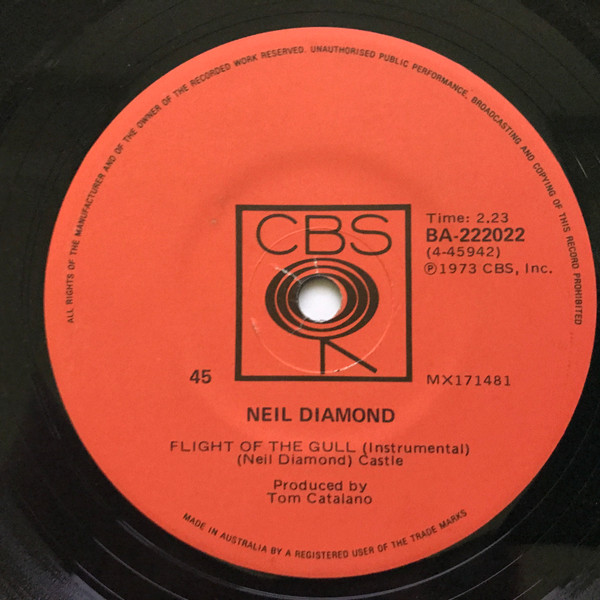 ALL RIGHTS OF THE MANUFACTURER AND OF THE OWNER OF THE RECORDED WORK RESERVED. UNAUTHORISED PUBLIC PERFORMANCE, BROADCASTING AND COPYING OF THIS RECORD PROHIBITED
CBS
Time: 2.23
BA-222022
(4-45942)
℗1973 CBS, Inc.
45
MX171481
NEIL DIAMOND
FLIGHT OF THE GULL (Instrumental)
(Neil Diamond) Castle
Produced by
Tom Catalano
MADE IN AUSTRALIA BY A REGISTERED USER OF THE TRADE MARKS